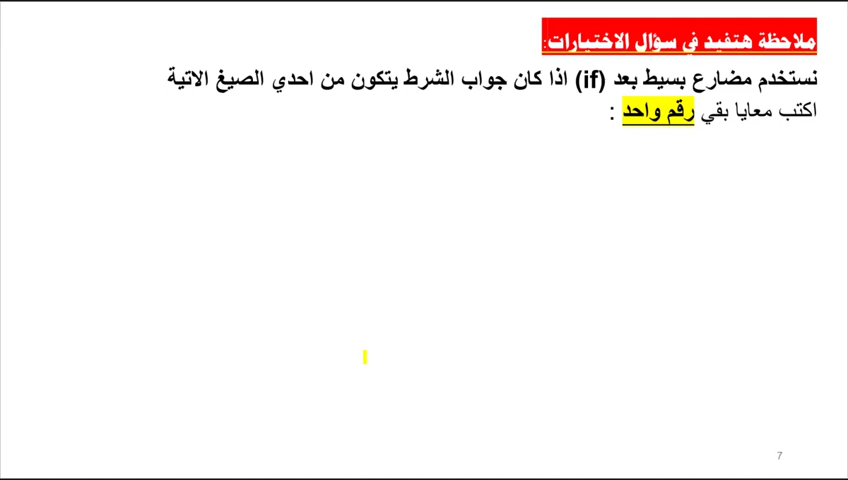 ملاحظة هتفيد في سؤال الاختيارات:
نستخدم مضارع بسيط بعد (if) اذا كان جواب الشرط يتكون من احدي الصيغ الاتية
اكتب معايا بقي رقم واحد :
7